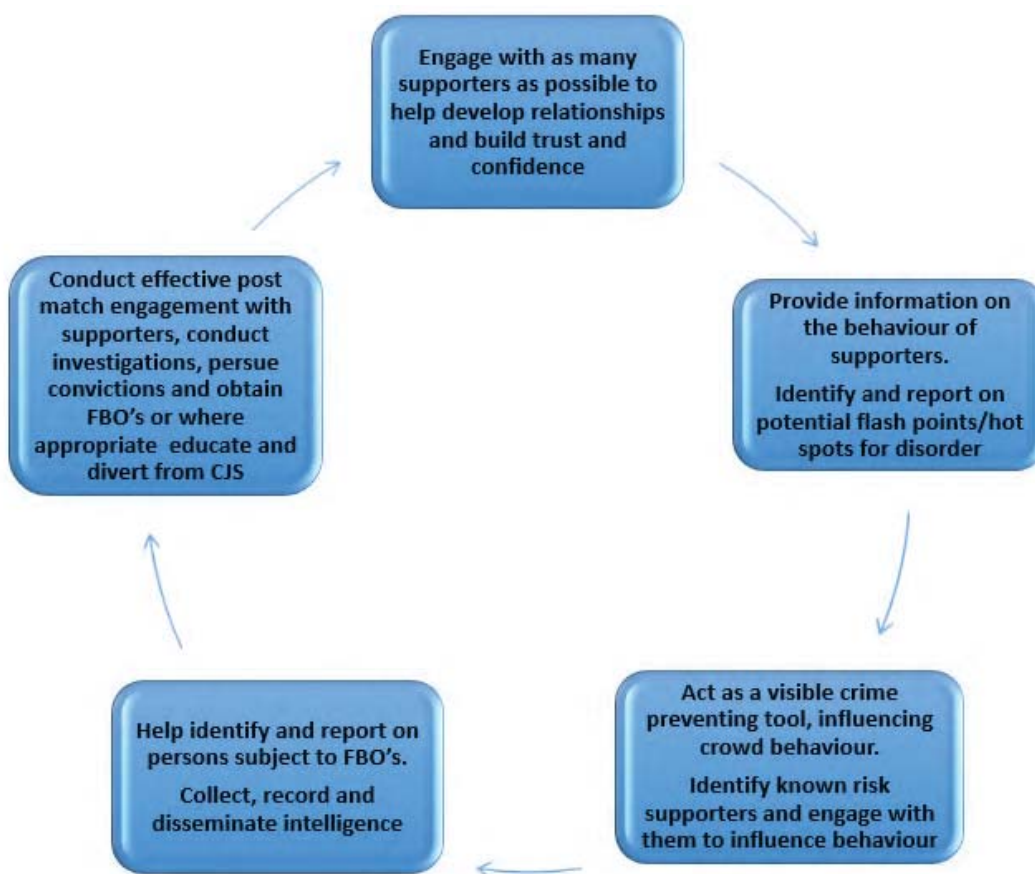 Engage with as many
supporters as possible to
help develop relationships
and build trust and
confidence
Provide information on
the behaviour of
supporters.
Identify and report on
potential flash points/hot
spots for disorder
Act as a visible crime
preventing tool, influencing
crowd behaviour.
Identify known risk
supporters and engage with
them to influence behaviour
Help identify and report on
persons subject to FBO's.
Collect, record and
disseminate intelligence
Conduct effective post
match engagement with
supporters, conduct
investigations, persue
convictions and obtain
FBO's or where
appropriate educate and
divert from CJS